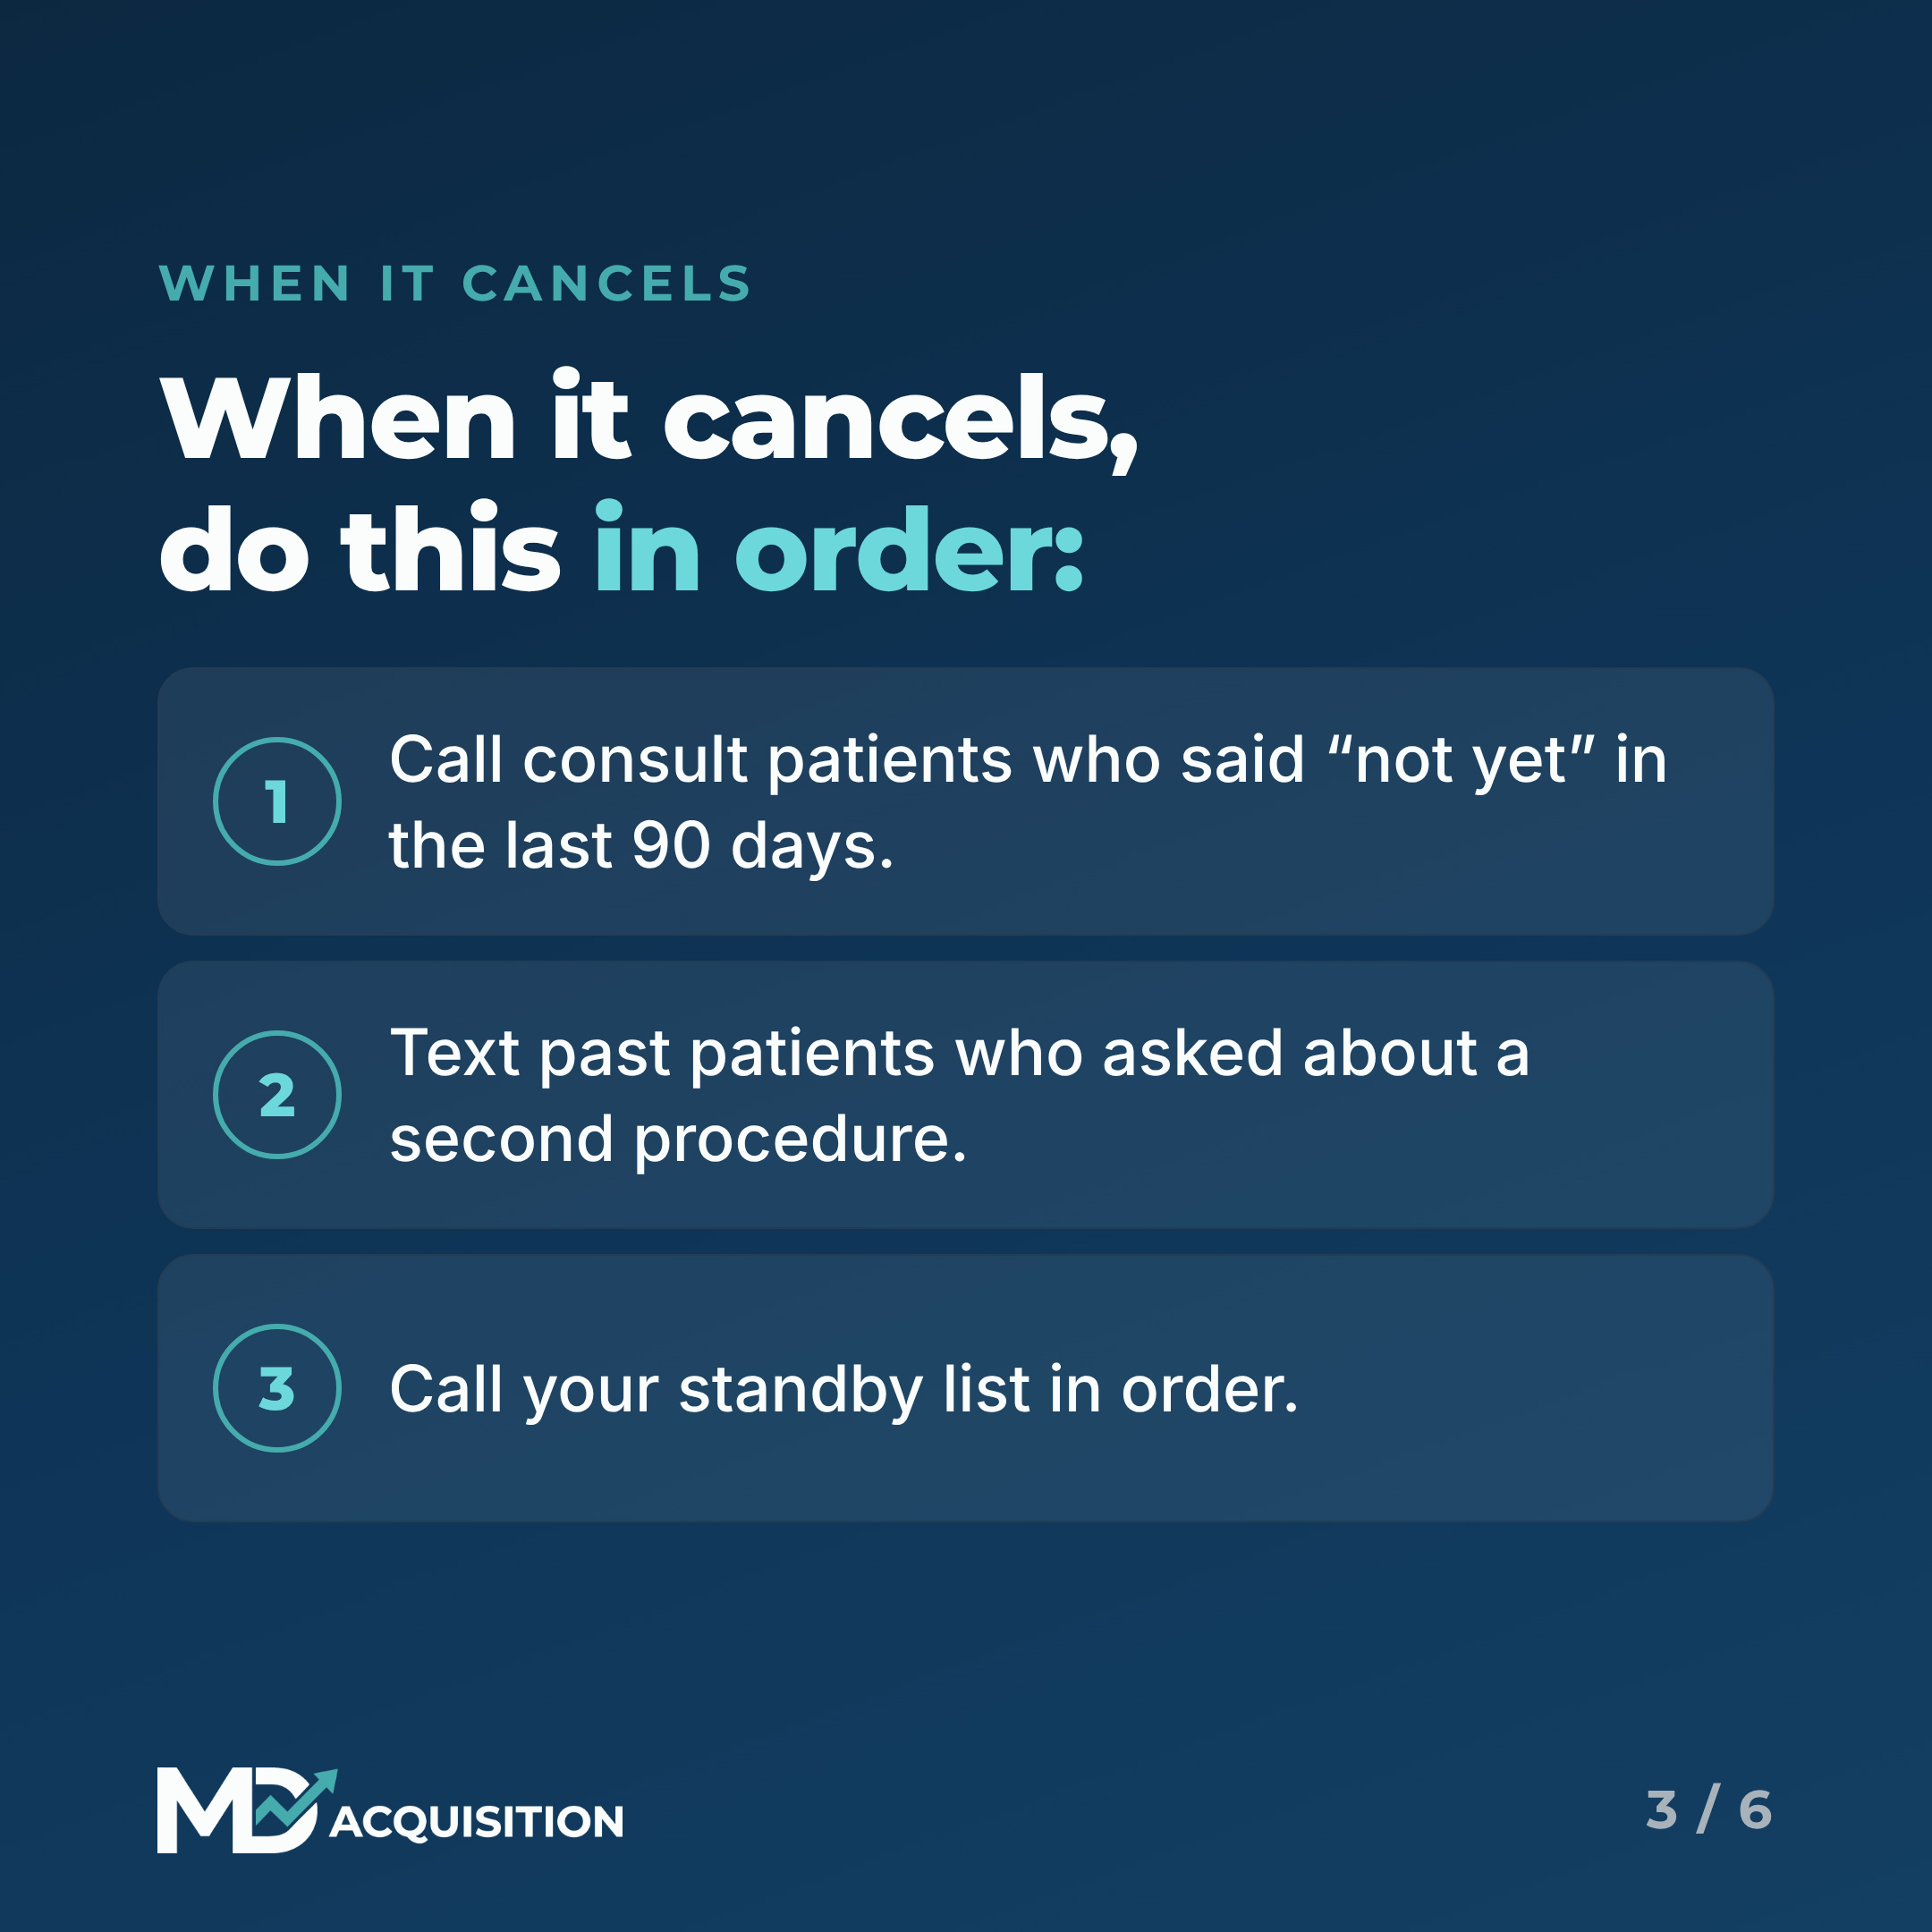 WHEN IT CANCELS
When it cancels,
do this in order:
1
Call consult patients who said “not yet” in
the last 90 days.
2
Text past patients who asked about a
second procedure.
3
Call your standby list in order.
MD ACQUISITION
3 / 6